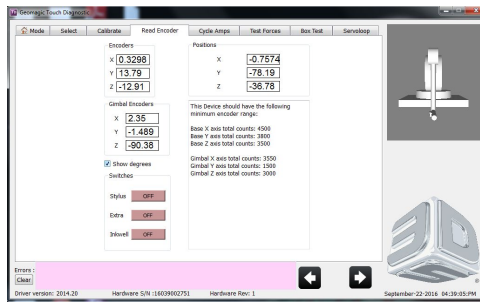 Geomagic Touch Diagnostic
Mode Select Calibrate Read Encoder Cycle Amps Test Forces Box Test Servoloop
Encoders
X 0.3298
Y 13.79
Z -12.91
Positions
X -0.7574
Y -78.19
Z -36.78
Gimbal Encoders
X 2.35
Y -1.489
Z -90.38
Show degrees
Switches
Stylus OFF
Extra OFF
Inkwell OFF
This Device should have the following
minimum encoder range:
Base X axis total counts: 4500
Base Y axis total counts: 3800
Base Z axis total counts: 3500
Gimbal X axis total counts: 3550
Gimbal Y axis total counts: 1500
Gimbal Z axis total counts: 3000
Errors :
Clear
Driver version: 2014.20 Hardware S/N :16039002751 Hardware Rev: 1 September-22-2016 04:39:05:PM
3DS